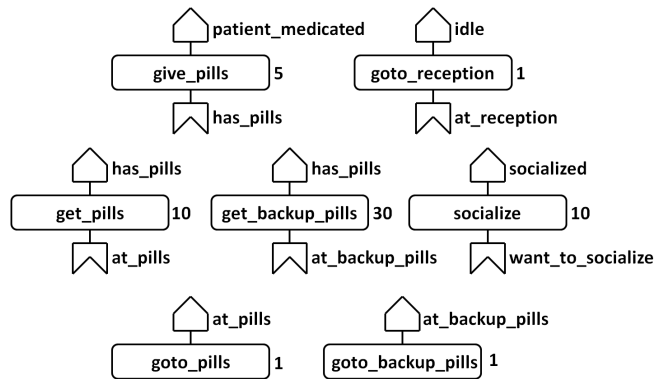 patient_medicated
idle
give_pills 5
goto_reception 1
has_pills
at_reception
has_pills
has_pills
socialized
get_pills 10
get_backup_pills 30
socialize 10
at_pills
at_backup_pills
want_to_socialize
at_pills
at_backup_pills
goto_pills 1
goto_backup_pills 1